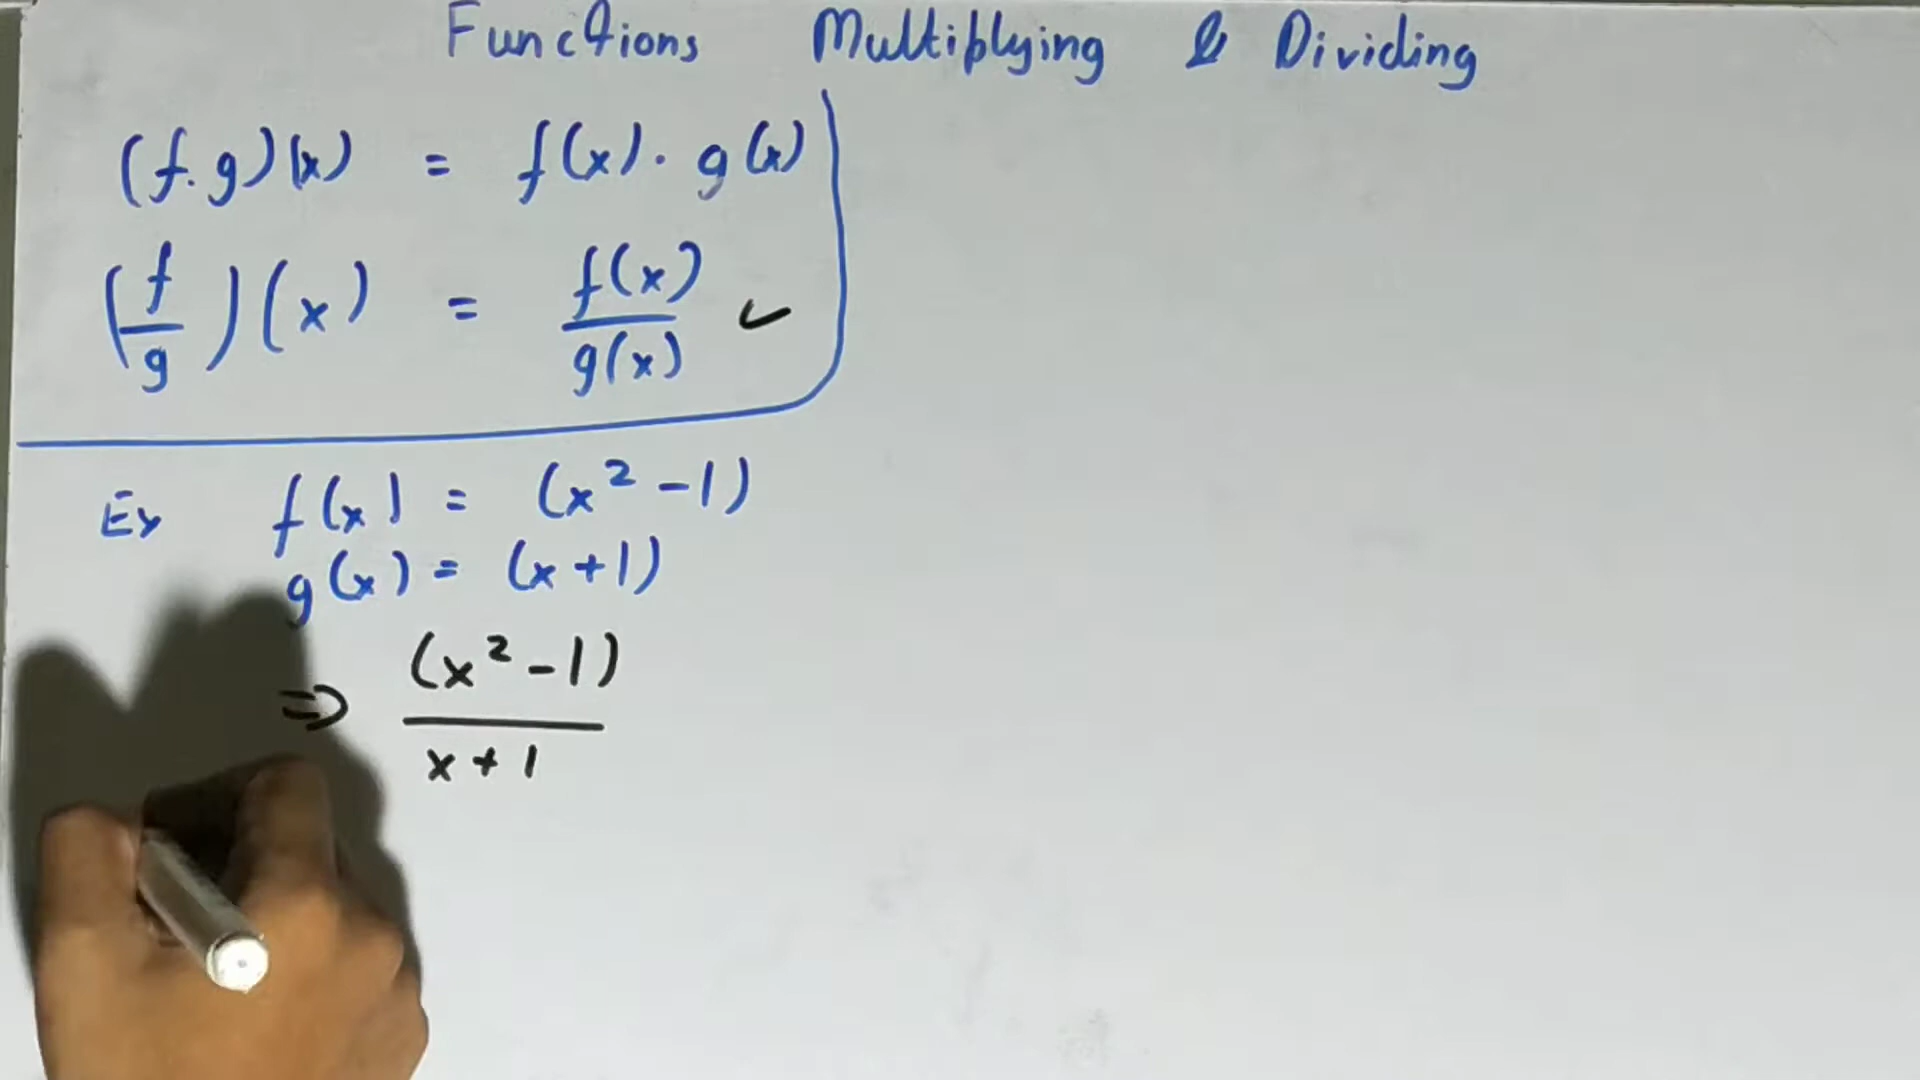 Functions Multiplying & Dividing
(f.g)(x) = f(x) . g(x)
(f/g)(x) = f(x)/g(x) ✓
Ex f(x) = (x² - 1)
g(x) = (x + 1)
⇒ (x² - 1)/x + 1